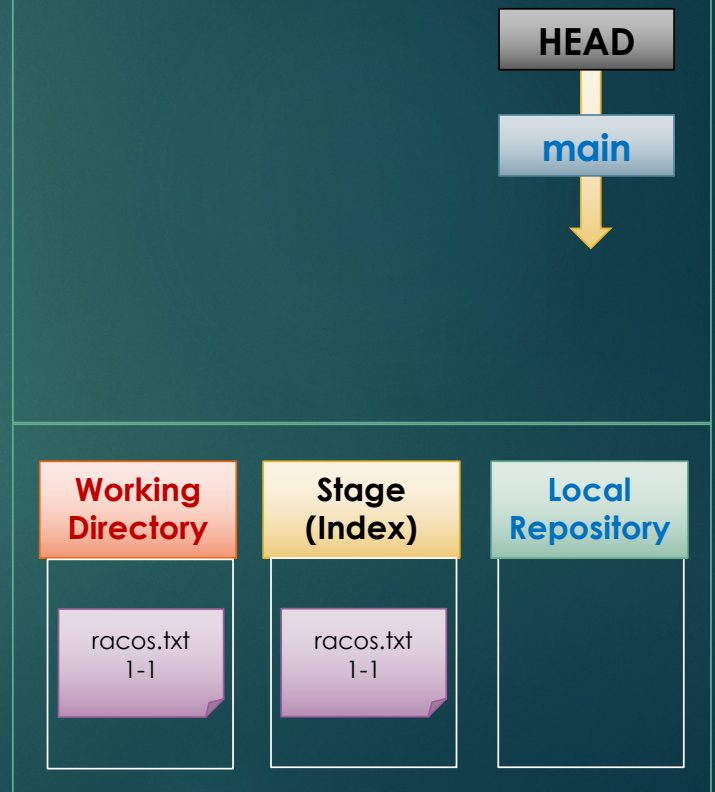 HEAD
main
Working
Directory
Stage
(Index)
Local
Repository
racos.txt
1-1
racos.txt
1-1